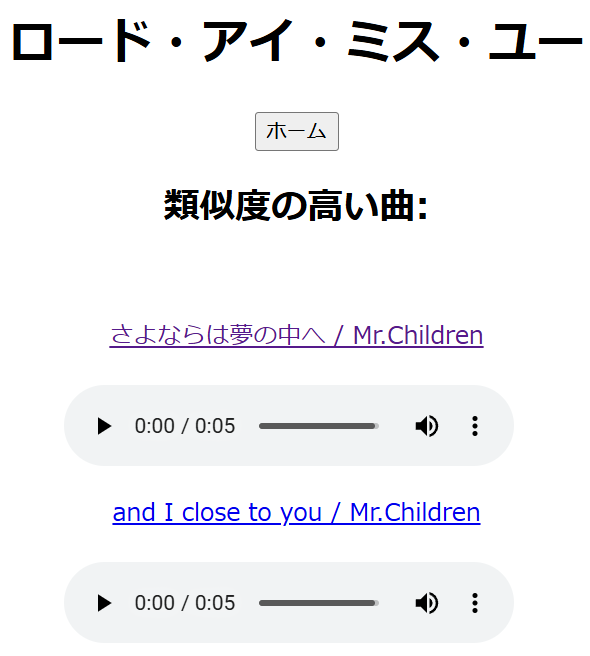 ロード・アイ・ミス・ユー
ホーム
類似度の高い曲:
さよならは夢の中へ / Mr.Children
0:00 / 0:05
and I close to you / Mr.Children
0:00 / 0:05